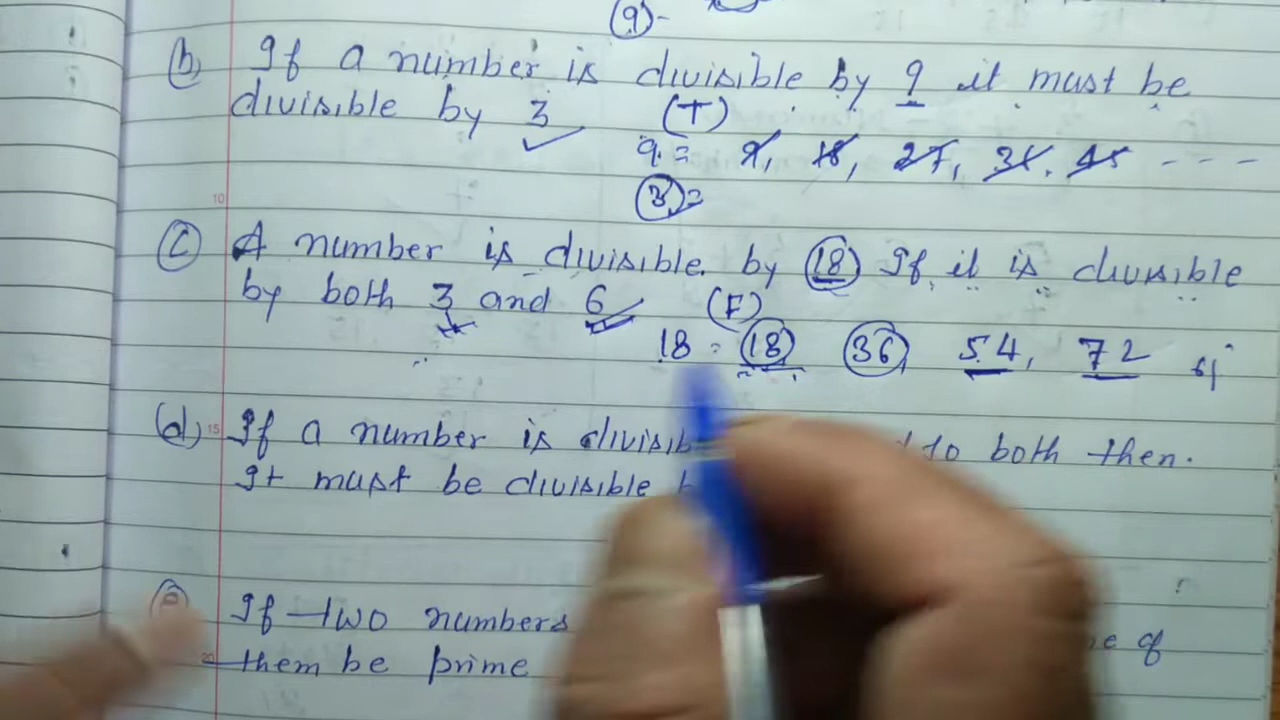 (9)-
(b) If a number is divisible by 9 it must be
divisible by 3 (T)
9 = 9, 18, 27, 36, 45 - - -
(3)=
(c) A number is divisible by 18 If it is divisible
by both 3 and 6 (F)
18 = 18 36, 54, 72
(d) If a number is to both then.
It must be divisible
(e) If two numbers of
them be prime